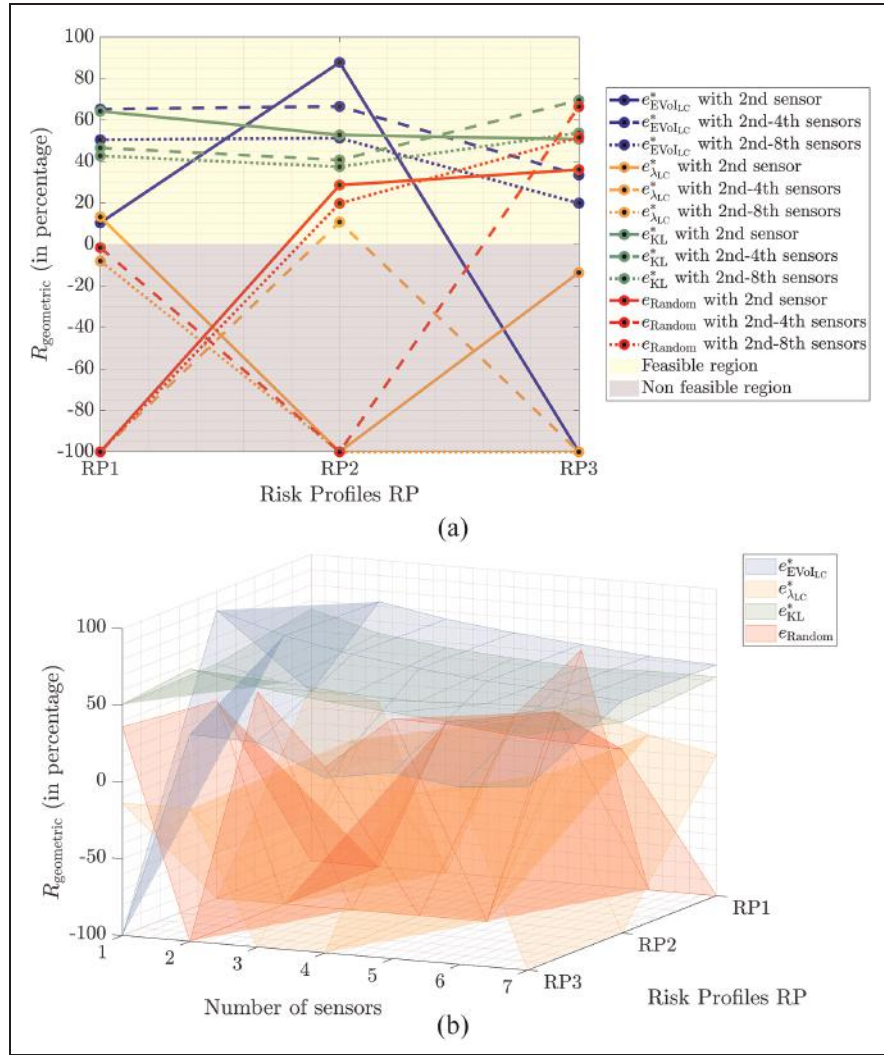 100
80
60
40
20
0
-20
-40
-60
-80
-100
R_geometric (in percentage)
RP1
RP2
RP3
Risk Profiles RP
e*_EVoI_LC with 2nd sensor
e*_EVoI_LC with 2nd-4th sensors
e*_EVoI_LC with 2nd-8th sensors
e*_λ_LC with 2nd sensor
e*_λ_LC with 2nd-4th sensors
e*_λ_LC with 2nd-8th sensors
e*_KL with 2nd sensor
e*_KL with 2nd-4th sensors
e*_KL with 2nd-8th sensors
e_Random with 2nd sensor
e_Random with 2nd-4th sensors
e_Random with 2nd-8th sensors
Feasible region
Non feasible region
(a)
e*_EVoI_LC
e*_λ_LC
e*_KL
e_Random
100
50
0
-50
-100
R_geometric (in percentage)
1
2
3
4
5
6
7
Number of sensors
RP3
RP2
RP1
Risk Profiles RP
(b)